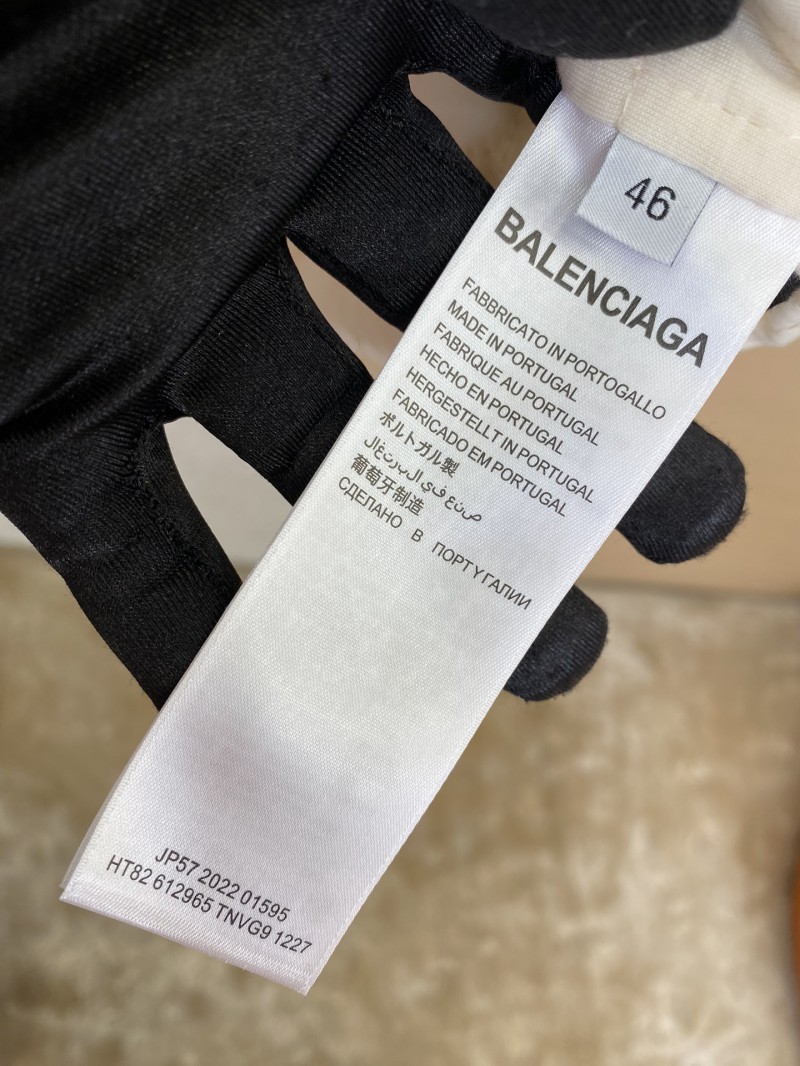 46
BALENCIAGA
FABBRICATO IN PORTOGALLO
MADE IN PORTUGAL
FABRIQUE AU PORTUGAL
HECHO EN PORTUGAL
HERGESTELLT IN PORTUGAL
FABRICADO EM PORTUGAL
ポルトガル製
صنع في البرتغال
葡萄牙制造
СДЕЛАНО В ПОРТУГАЛИИ
JP57 2022 01595
HT82 612965 TNVG9 1227